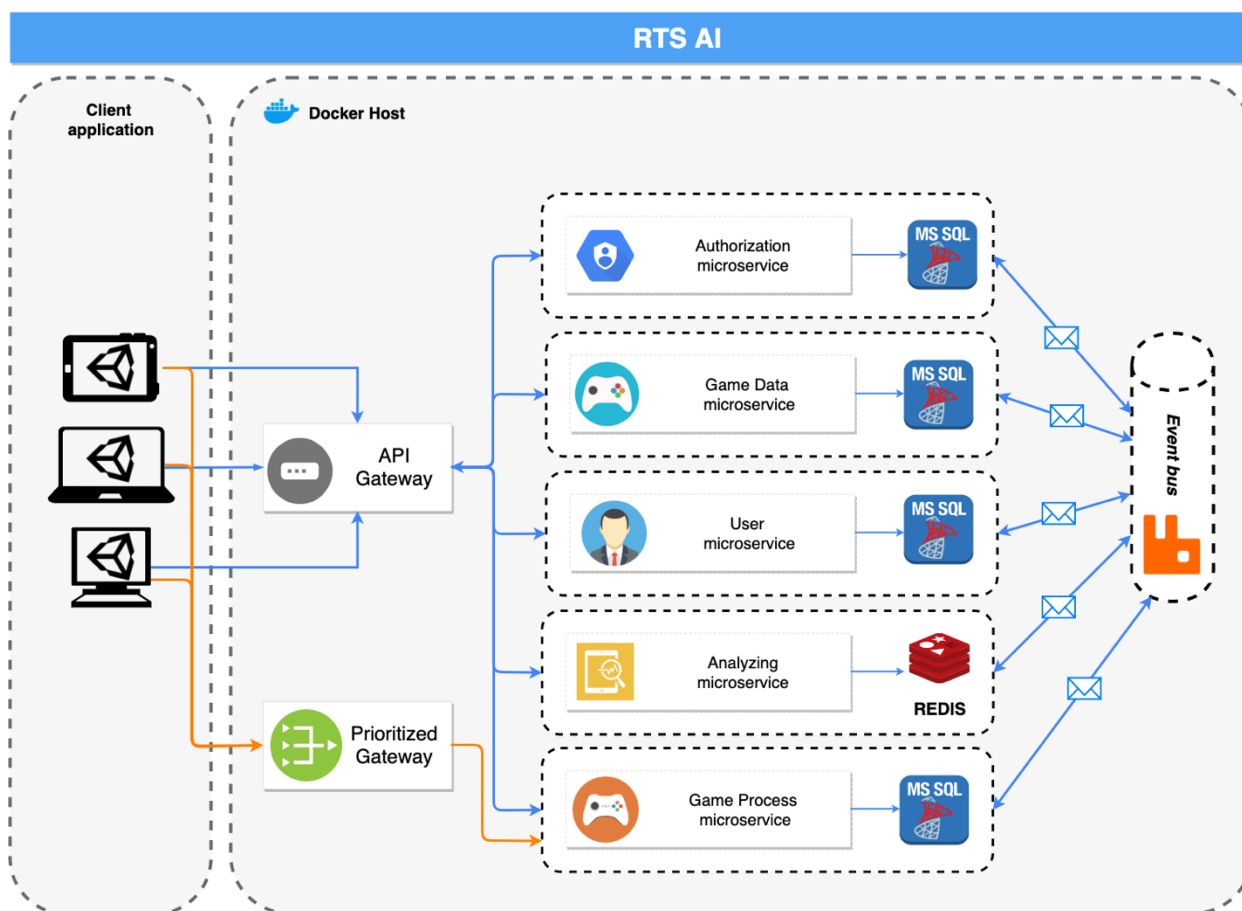 RTS AI
Client
application
Docker Host
Authorization
microservice
MS SQL
Game Data
microservice
MS SQL
API
Gateway
User
microservice
MS SQL
Event bus
Analyzing
microservice
REDIS
Prioritized
Gateway
Game Process
microservice
MS SQL